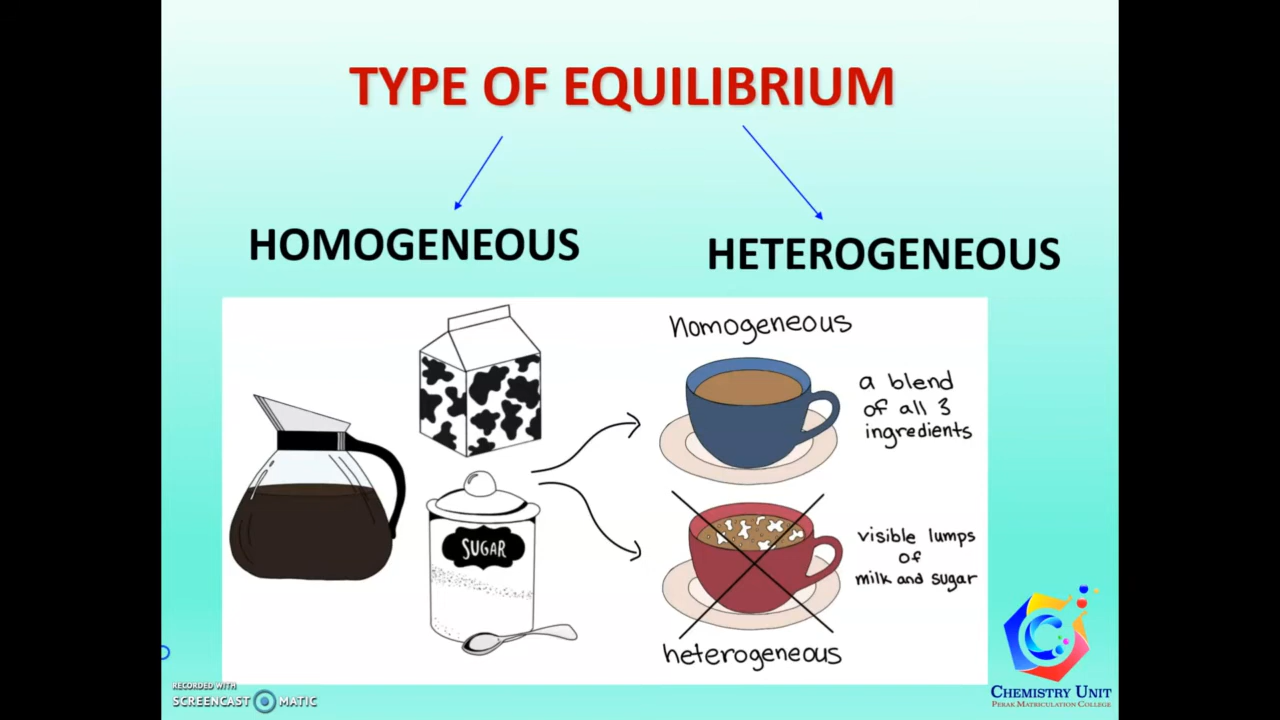 TYPE OF EQUILIBRIUM
HOMOGENEOUS
HETEROGENEOUS
homogeneous
a blend
of all 3
ingredients
SUGAR
visible lumps
of
milk and sugar
heterogeneous
CHEMISTRY UNIT
PERAK MATRICULATION COLLEGE
RECORDED WITH
SCREENCAST MATIC